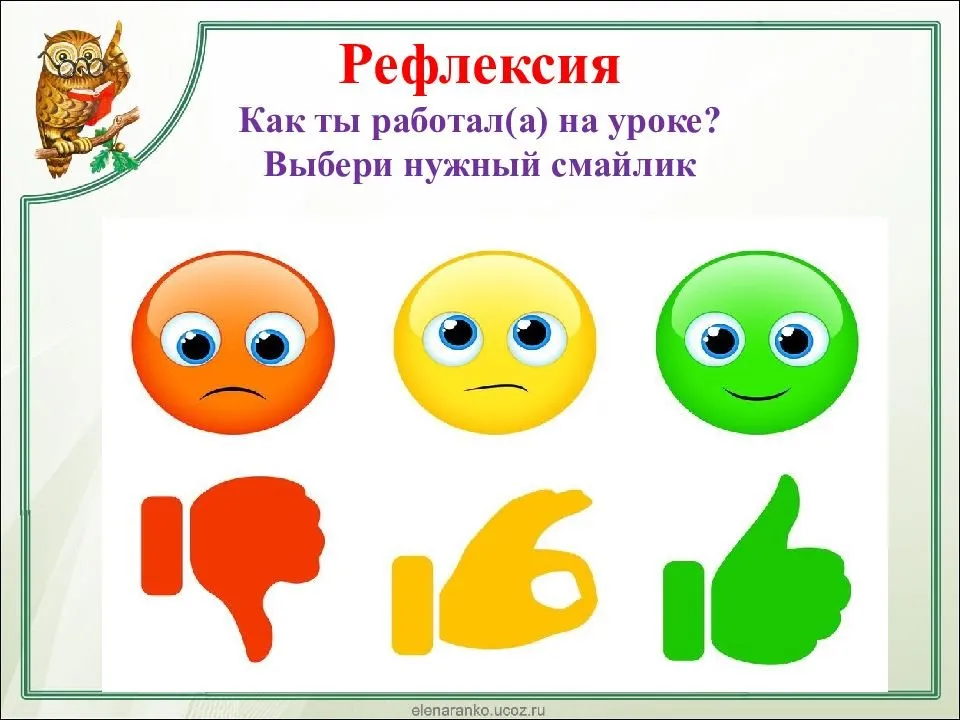 Рефлексия
Как ты работал(а) на уроке?
Выбери нужный смайлик
elenaranko.ucoz.ru